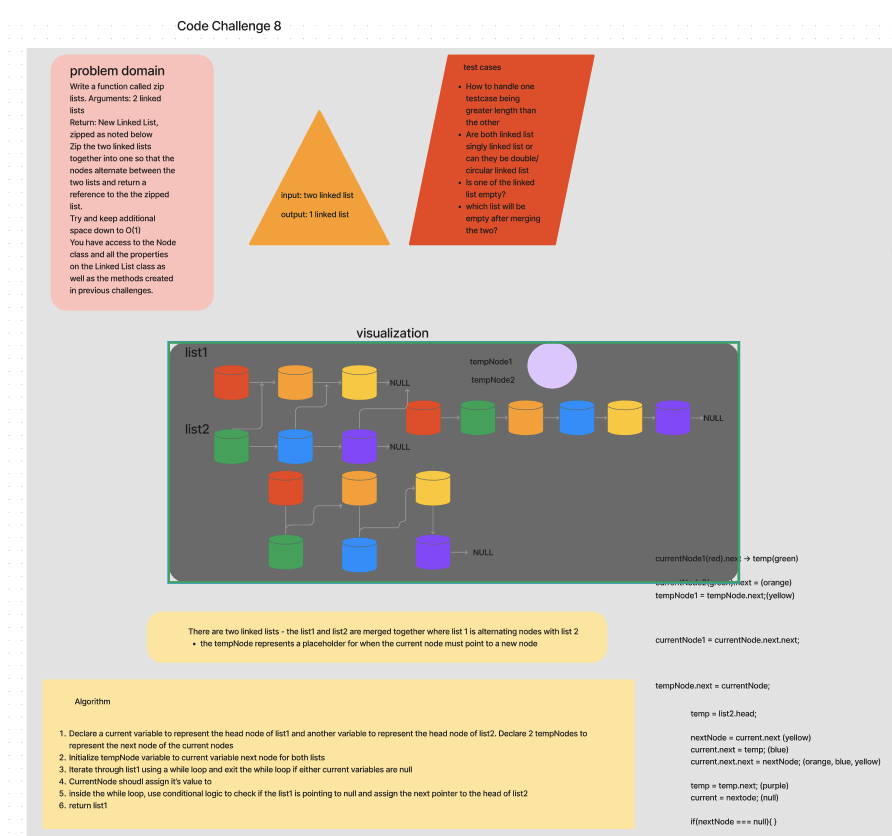 Code Challenge 8
problem domain
Write a function called zip
lists. Arguments: 2 linked
lists
Return: New Linked List,
zipped as noted below
Zip the two linked lists
together into one so that the
nodes alternate between the
two lists and return a
reference to the the zipped
list.
Try and keep additional
space down to O(1)
You have access to the Node
class and all the properties
on the Linked List class as
well as the methods created
in previous challenges.
input: two linked list
output: 1 linked list
test cases
• How to handle one
testcase being
greater length than
the other
• Are both linked list
singly linked list or
can they be double/
circular linked list
• Is one of the linked
list empty?
• which list will be
empty after merging
the two?
visualization
list1
NULL
tempNode1
tempNode2
list2
NULL
NULL
NULL
currentNode1(red).next -> temp(green)
currentNode2(green).next = (orange)
tempNode1 = tempNode.next;(yellow)
currentNode1 = currentNode.next.next;
tempNode.next = currentNode;
temp = list2.head;
nextNode = current.next (yellow)
current.next = temp; (blue)
current.next.next = nextNode; (orange, blue, yellow)
temp = temp.next; (purple)
current = nextode; (null)
if(nextNode === null){ }
There are two linked lists - the list1 and list2 are merged together where list 1 is alternating nodes with list 2
• the tempNode represents a placeholder for when the current node must point to a new node
Algorithm
1. Declare a current variable to represent the head node of list1 and another variable to represent the head node of list2. Declare 2 tempNodes to
represent the next node of the current nodes
2. Initialize tempNode variable to current variable next node for both lists
3. Iterate through list1 using a while loop and exit the while loop if either current variables are null
4. CurrentNode shoudl assign it's value to
5. inside the while loop, use conditional logic to check if the list1 is pointing to null and assign the next pointer to the head of list2
6. return list1